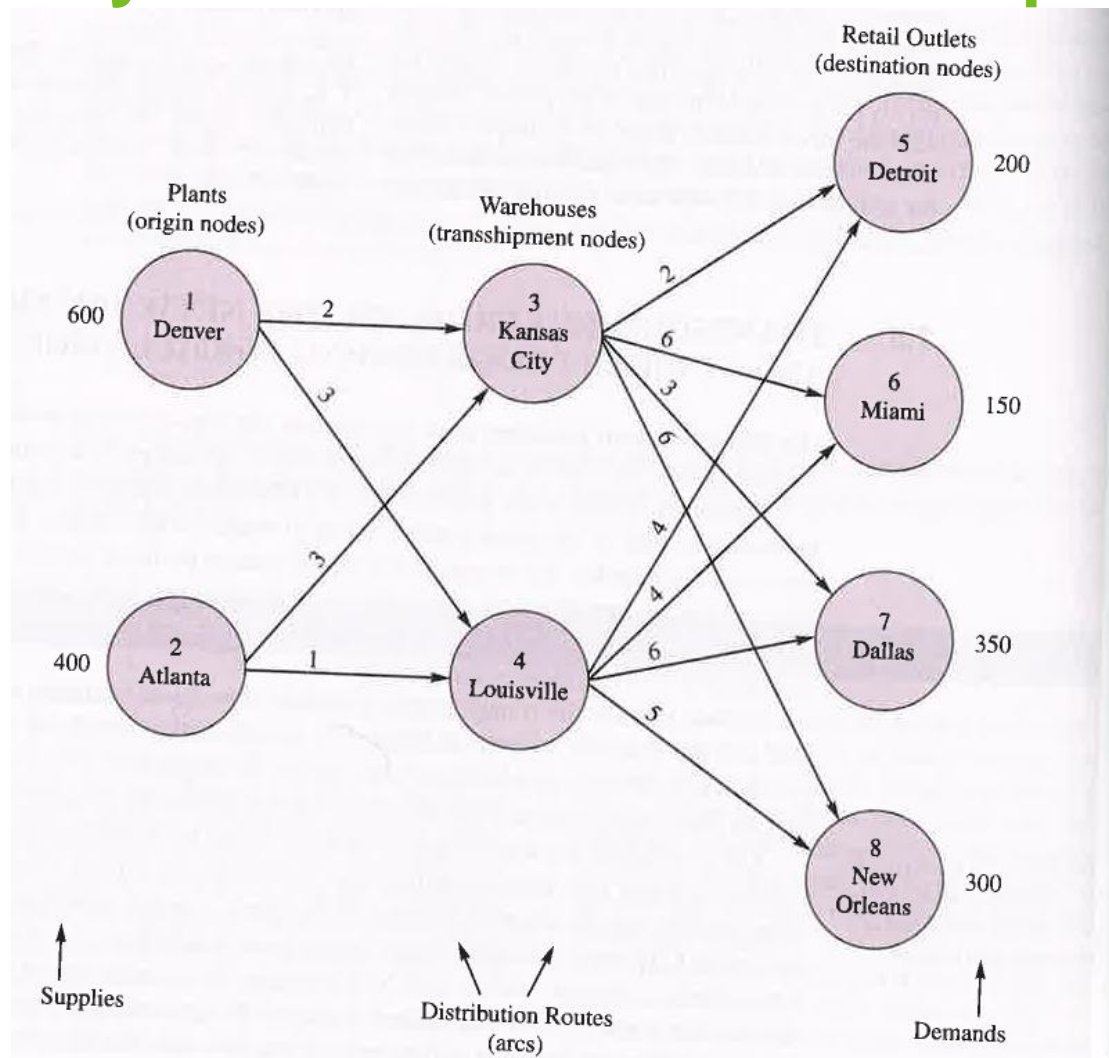 Retail Outlets
(destination nodes)
5
Detroit
200
Plants
(origin nodes)
Warehouses
(transshipment nodes)
600
1
Denver
2
3
Kansas
City
2
6
3
6
6
Miami
150
3
3
4
4
6
5
400
2
Atlanta
1
4
Louisville
7
Dallas
350
8
New
Orleans
300
Supplies
Distribution Routes
(arcs)
Demands